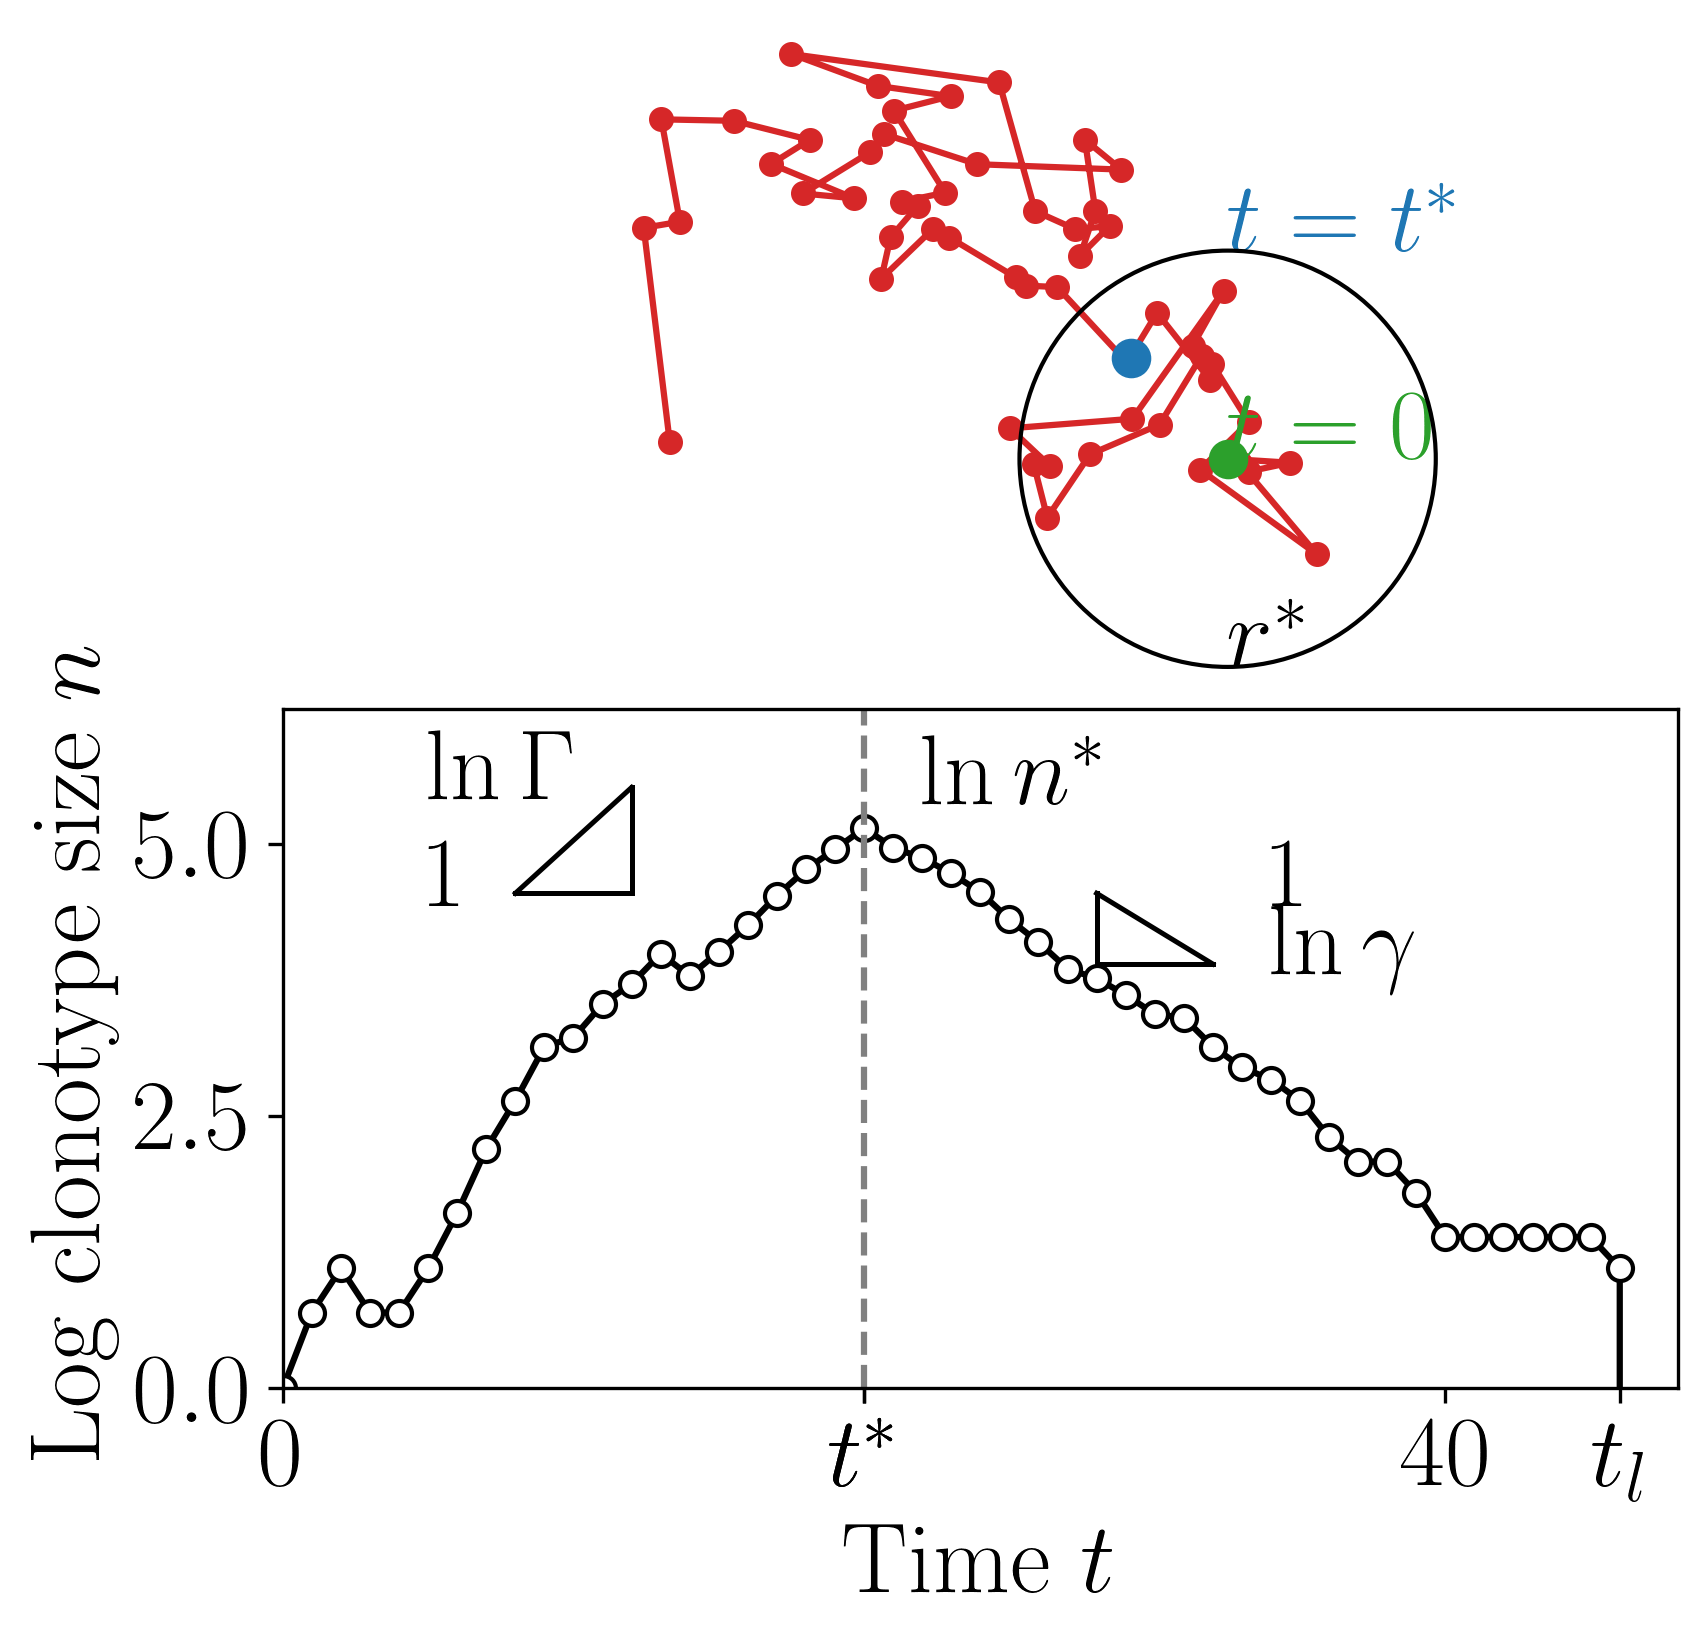 t = t*
t = 0
r*
Log clonotype size n
ln Γ
1
ln n*
1
ln γ
5.0
2.5
0.0
0
t*
40
t_l
Time t